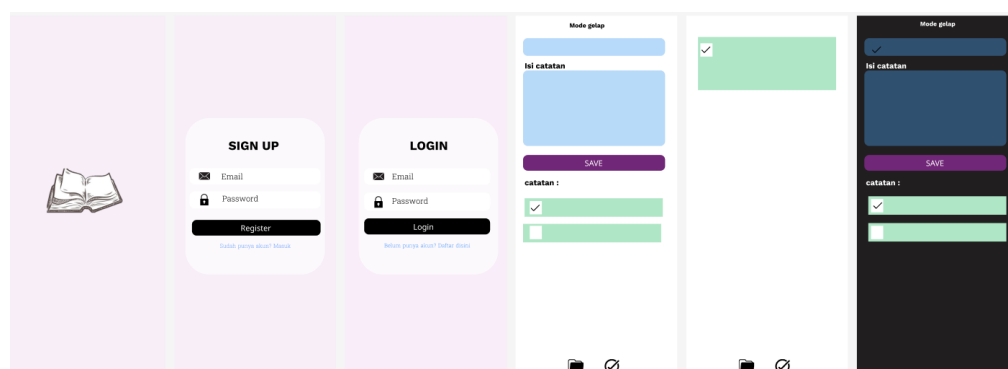 SIGN UP
Email
Password
Register
Sudah punya akun? Masuk
LOGIN
Email
Password
Login
Belum punya akun? Daftar disini
Mode gelap
Isi catatan
SAVE
catatan :
Mode gelap
Isi catatan
SAVE
catatan :